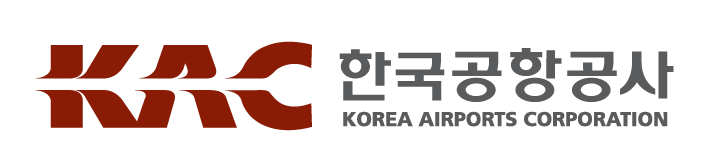 KAC
한국공항공사
KOREA AIRPORTS CORPORATION